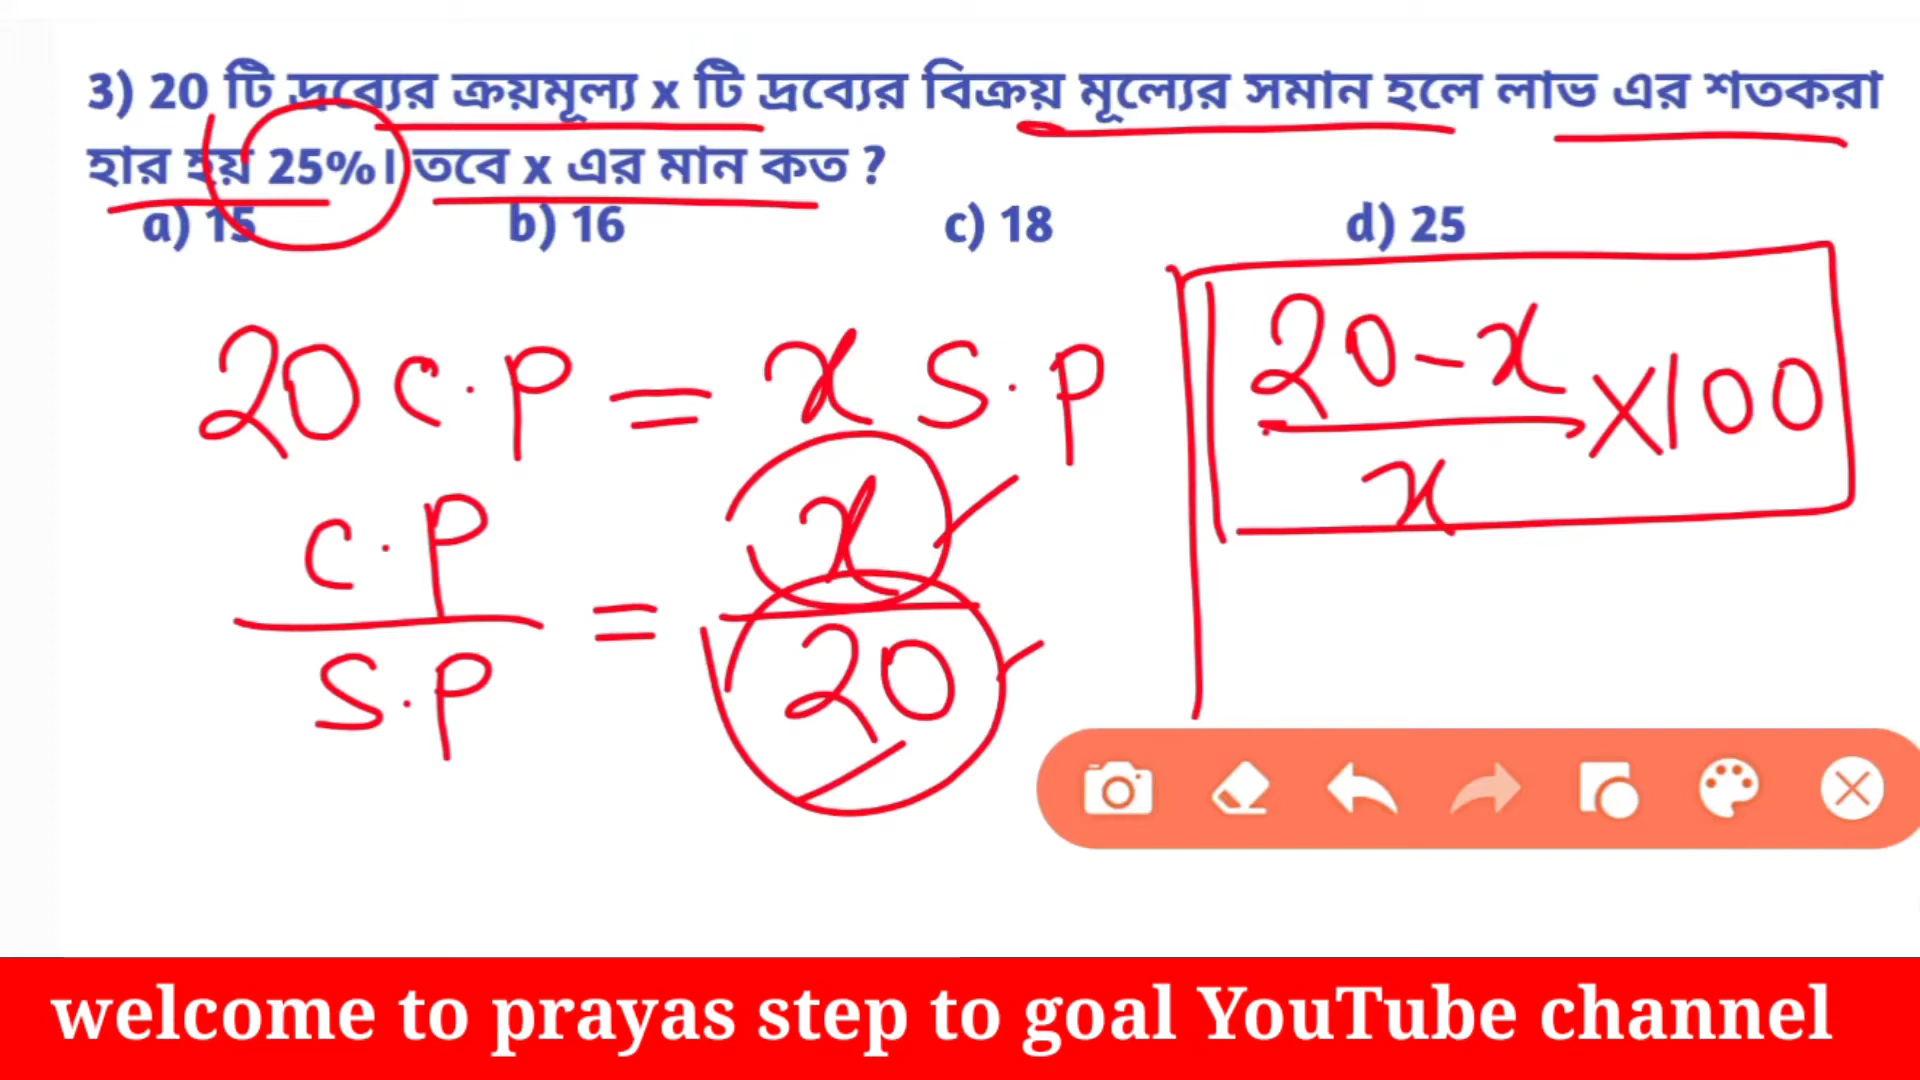 3) 20 টি দ্রব্যের ক্রয়মূল্য x টি দ্রব্যের বিক্রয় মূল্যের সমান হলে লাভ এর শতকরা
হার হয় 25%। তবে x এর মান কত ?
a) 15 b) 16 c) 18 d) 25
20 C.P = x S.P
C.P / S.P = x / 20
20 - x / x × 100
welcome to prayas step to goal YouTube channel